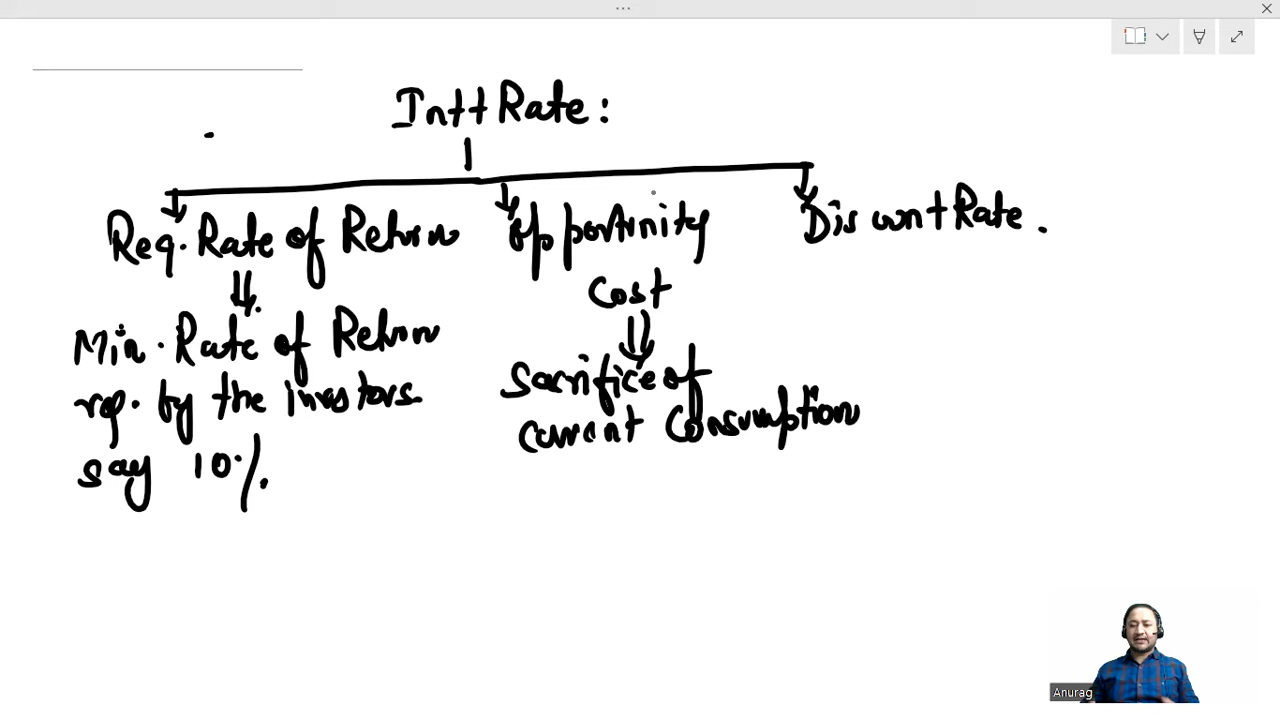 Intt Rate:
Req. Rate of Return
Opportinity
Cost
Discount Rate.
Min. Rate of Return
req. by the investors
say 10%.
Sacrifice of
current Consumption
Anurag